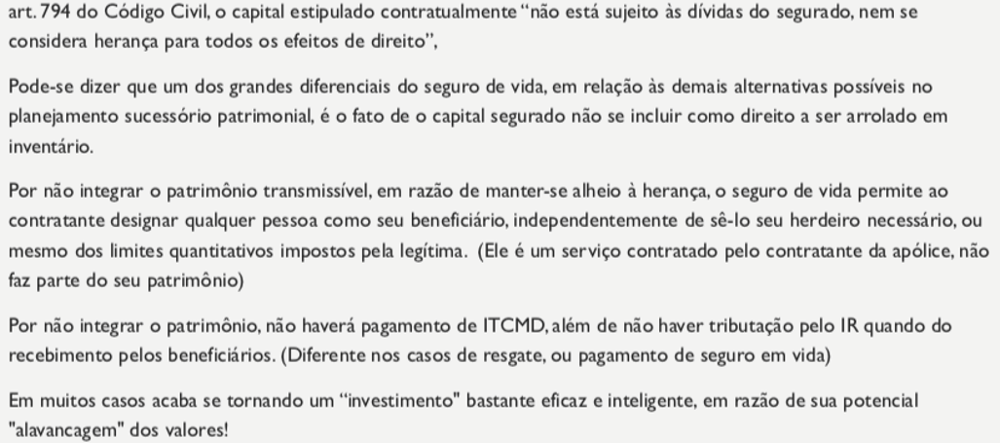 art. 794 do Código Civil, o capital estipulado contratualmente “não está sujeito às dívidas do segurado, nem se
considera herança para todos os efeitos de direito”,
Pode-se dizer que um dos grandes diferenciais do seguro de vida, em relação às demais alternativas possíveis no
planejamento sucessório patrimonial, é o fato de o capital segurado não se incluir como direito a ser arrolado em
inventário.
Por não integrar o patrimônio transmissível, em razão de manter-se alheio à herança, o seguro de vida permite ao
contratante designar qualquer pessoa como seu beneficiário, independentemente de sê-lo seu herdeiro necessário, ou
mesmo dos limites quantitativos impostos pela legítima. (Ele é um serviço contratado pelo contratante da apólice, não
faz parte do seu patrimônio)
Por não integrar o patrimônio, não haverá pagamento de ITCMD, além de não haver tributação pelo IR quando do
recebimento pelos beneficiários. (Diferente nos casos de resgate, ou pagamento de seguro em vida)
Em muitos casos acaba se tornando um “investimento" bastante eficaz e inteligente, em razão de sua potencial
"alavancagem" dos valores!